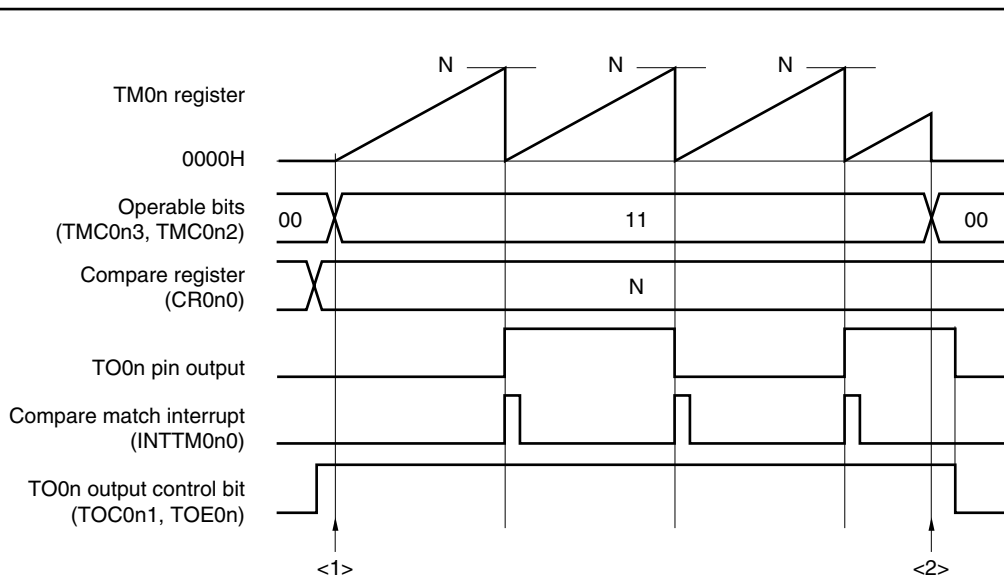 N N N
TM0n register
0000H
Operable bits
(TMC0n3, TMC0n2)
00 11 00
Compare register
(CR0n0)
N
TO0n pin output
Compare match interrupt
(INTTM0n0)
TO0n output control bit
(TOC0n1, TOE0n)
<1> <2>